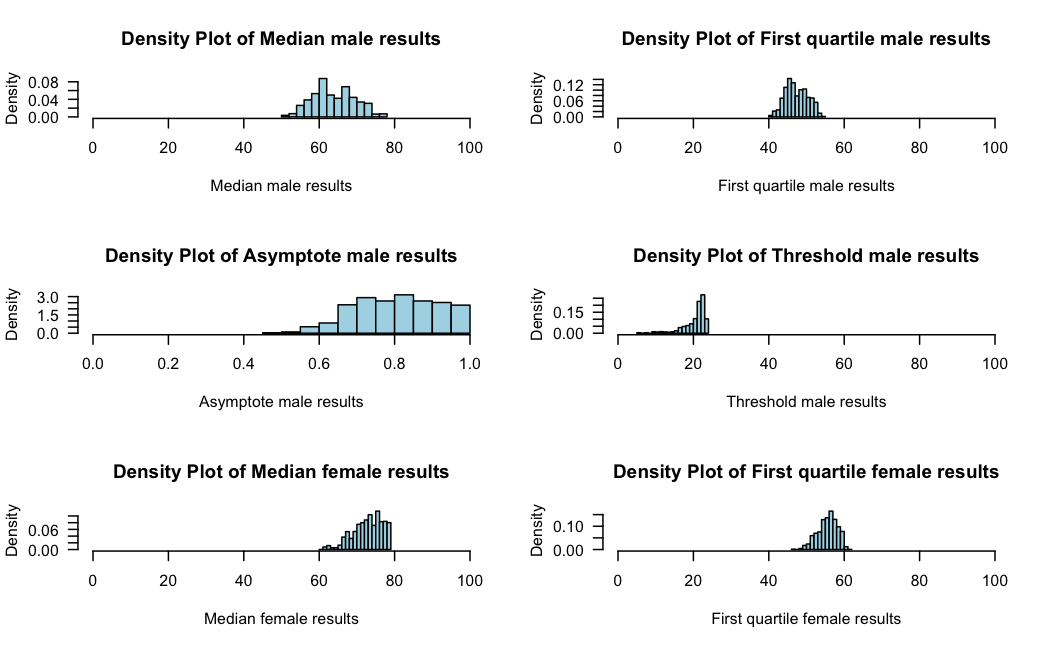 Density Plot of Median male results
Density
0.00 0.04 0.08
0 20 40 60 80 100
Median male results
Density Plot of First quartile male results
Density
0.00 0.06 0.12
0 20 40 60 80 100
First quartile male results
Density Plot of Asymptote male results
Density
0.0 1.5 3.0
0.0 0.2 0.4 0.6 0.8 1.0
Asymptote male results
Density Plot of Threshold male results
Density
0.00 0.15
0 20 40 60 80 100
Threshold male results
Density Plot of Median female results
Density
0.00 0.06
0 20 40 60 80 100
Median female results
Density Plot of First quartile female results
Density
0.00 0.10
0 20 40 60 80 100
First quartile female results